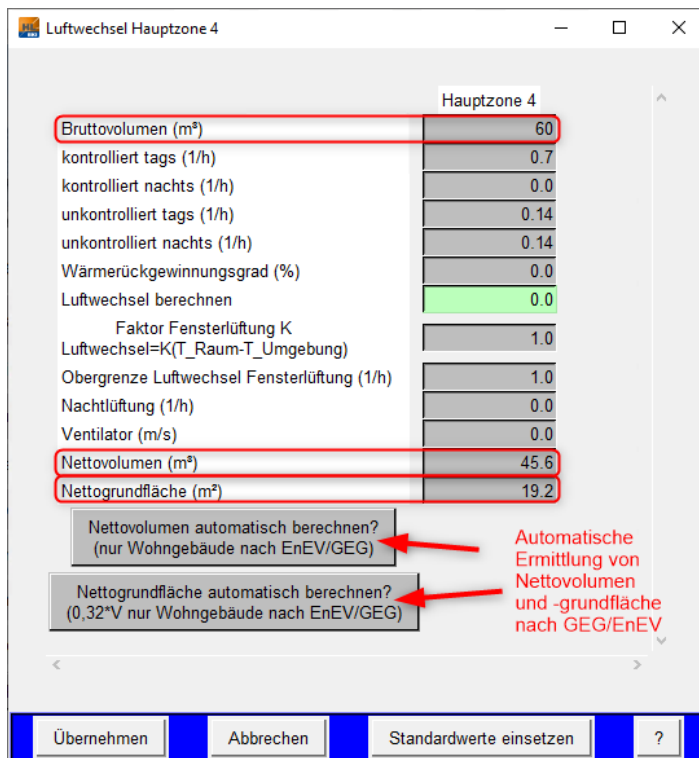 Luftwechsel Hauptzone 4
Hauptzone 4
Bruttovolumen (m³) 60
kontrolliert tags (1/h) 0.7
kontrolliert nachts (1/h) 0.0
unkontrolliert tags (1/h) 0.14
unkontrolliert nachts (1/h) 0.14
Wärmerückgewinnungsgrad (%) 0.0
Luftwechsel berechnen 0.0
Faktor Fensterlüftung K
Luftwechsel=K(T_Raum-T_Umgebung) 1.0
Obergrenze Luftwechsel Fensterlüftung (1/h) 1.0
Nachtlüftung (1/h) 0.0
Ventilator (m/s) 0.0
Nettovolumen (m³) 45.6
Nettogrundfläche (m²) 19.2
Nettovolumen automatisch berechnen?
(nur Wohngebäude nach EnEV/GEG)
Nettogrundfläche automatisch berechnen?
(0,32*V nur Wohngebäude nach EnEV/GEG)
Automatische
Ermittlung von
Nettovolumen
und -grundfläche
nach GEG/EnEV
Übernehmen Abbrechen Standardwerte einsetzen ?